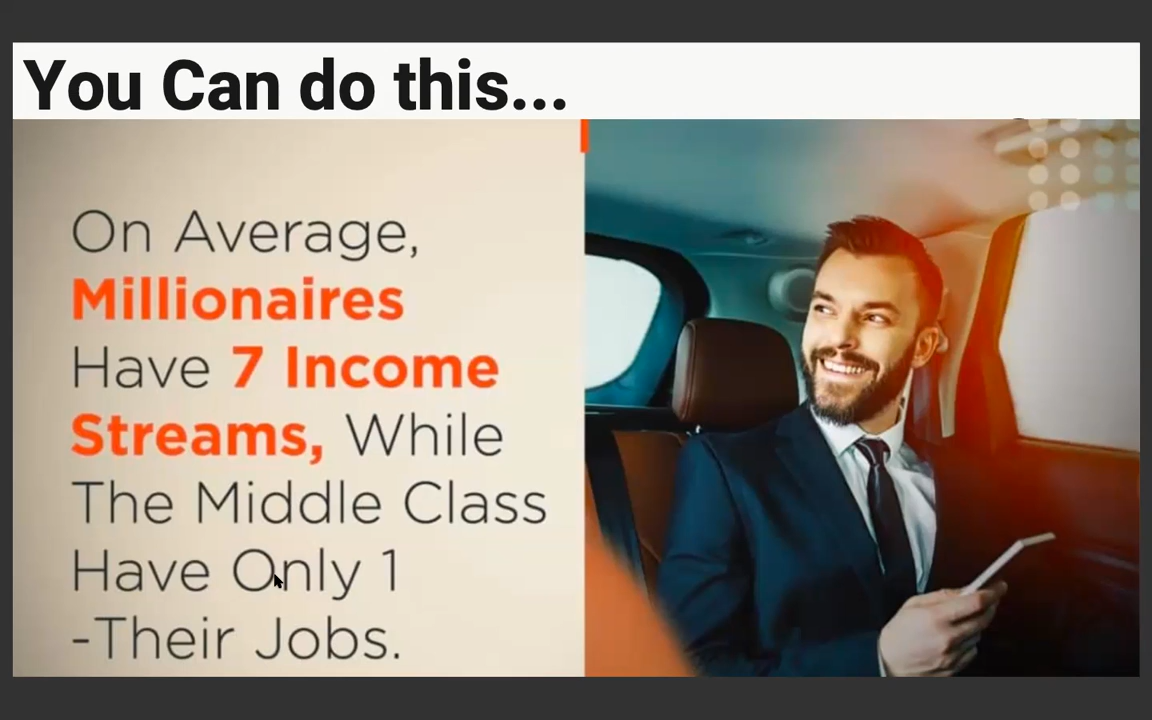 You Can do this...
On Average,
Millionaires
Have 7 Income
Streams, While
The Middle Class
Have Only 1
-Their Jobs.